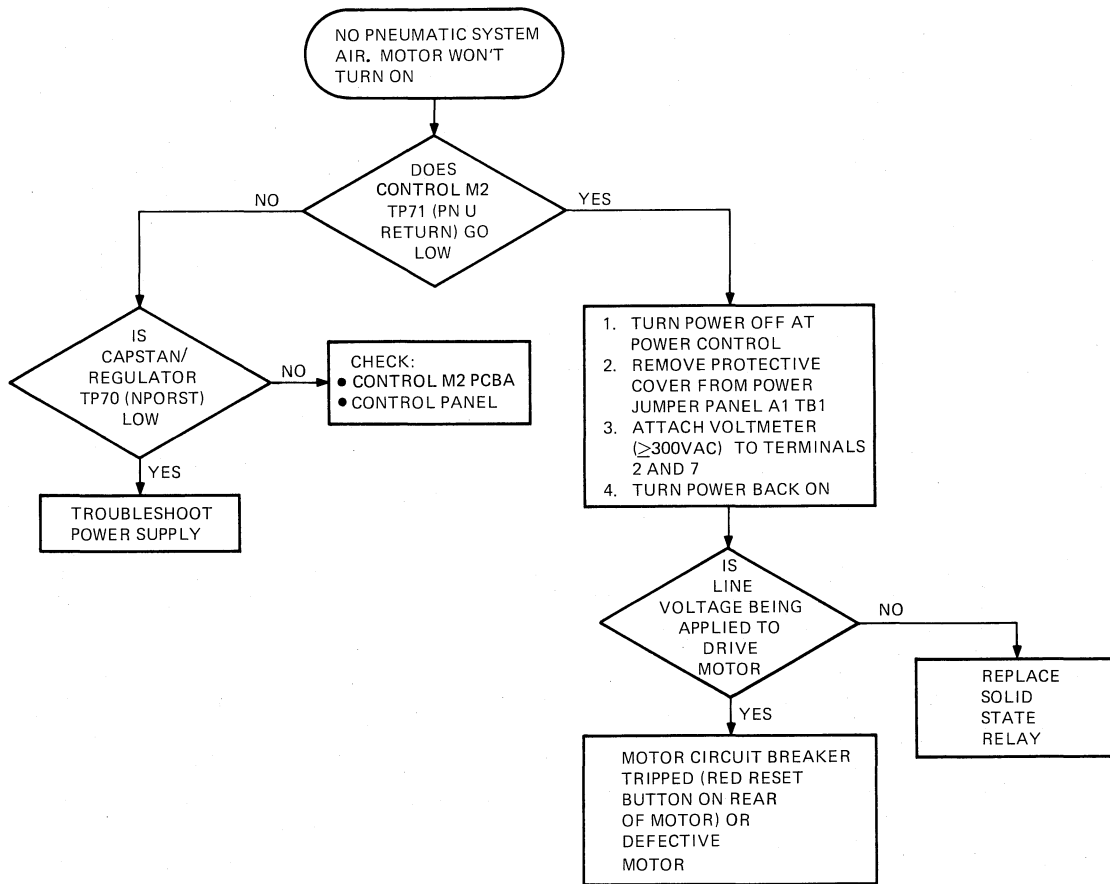 NO PNEUMATIC SYSTEM
AIR. MOTOR WON'T
TURN ON
DOES
CONTROL M2
TP71 (PN U
RETURN) GO
LOW
NO
YES
IS
CAPSTAN/
REGULATOR
TP70 (NPORST)
LOW
NO
CHECK:
● CONTROL M2 PCBA
● CONTROL PANEL
YES
TROUBLESHOOT
POWER SUPPLY
1. TURN POWER OFF AT
POWER CONTROL
2. REMOVE PROTECTIVE
COVER FROM POWER
JUMPER PANEL A1 TB1
3. ATTACH VOLTMETER
(≥300VAC) TO TERMINALS
2 AND 7
4. TURN POWER BACK ON
IS
LINE
VOLTAGE BEING
APPLIED TO
DRIVE
MOTOR
NO
REPLACE
SOLID
STATE
RELAY
YES
MOTOR CIRCUIT BREAKER
TRIPPED (RED RESET
BUTTON ON REAR
OF MOTOR) OR
DEFECTIVE
MOTOR